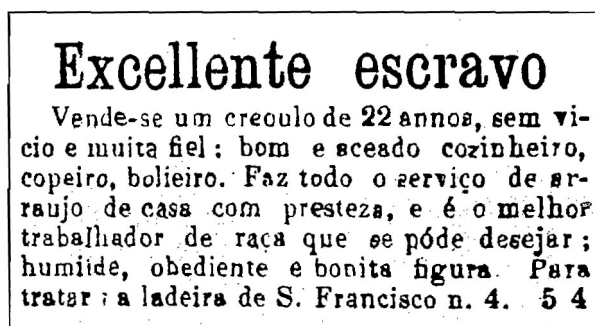 Excellente escravo
Vende-se um creoulo de 22 annos, sem vi-
cio e muita fiel: bom e aceado cozinheiro,
copeiro, bolieiro. Faz todo o serviço de ar-
raujo de casa com presteza, e é o melhor
trabalhador de raça que se póde desejar;
humilde, obediente e bonita figura. Para
tratar: a ladeira de S. Francisco n. 4. 5 4